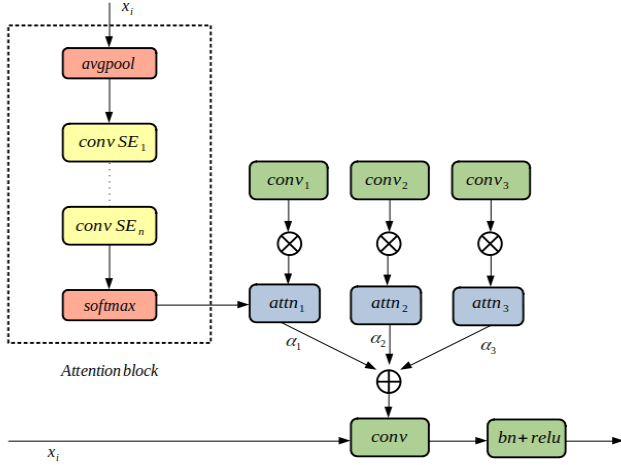 x_i
avgpool
conv SE_1
conv SE_n
softmax
Attention block
conv_1
conv_2
conv_3
attn_1
attn_2
attn_3
α_1
α_2
α_3
conv
bn+relu
x_i